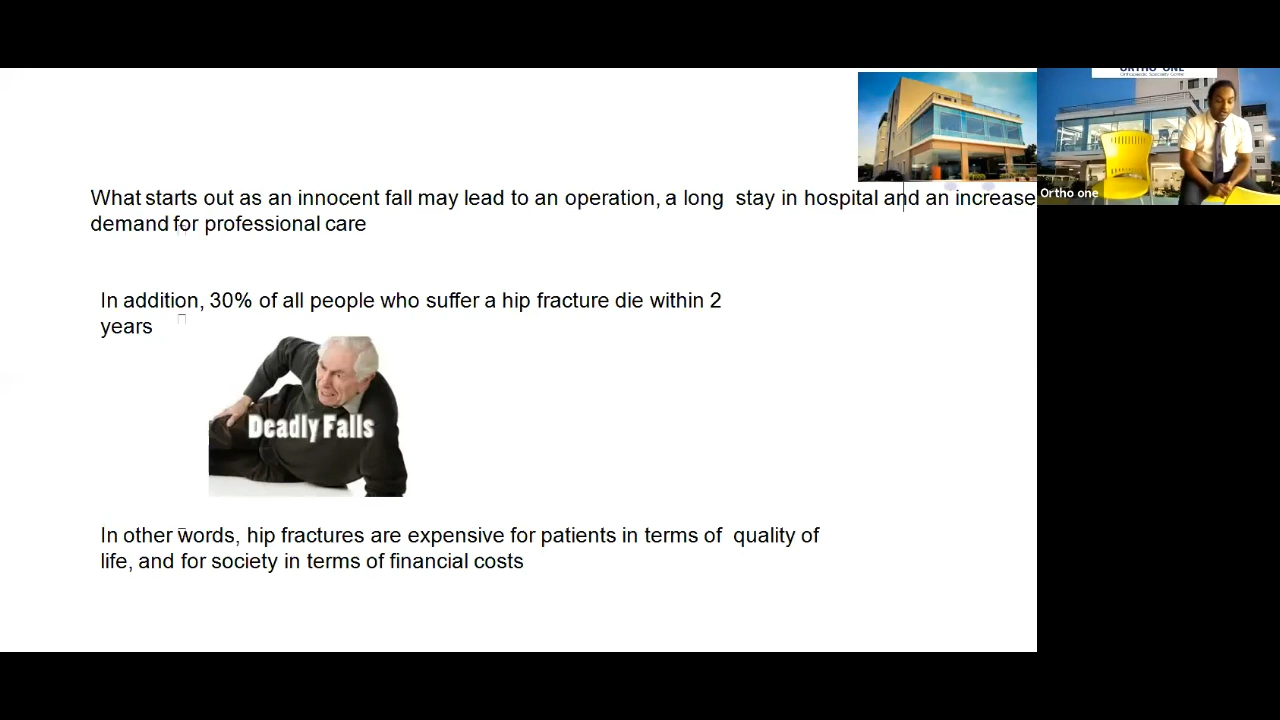 ORTHO ONE
Orthopaedic Speciality Center
Ortho one
What starts out as an innocent fall may lead to an operation, a long stay in hospital and an increase
demand for professional care
In addition, 30% of all people who suffer a hip fracture die within 2
years
Deadly Falls
In other words, hip fractures are expensive for patients in terms of quality of
life, and for society in terms of financial costs